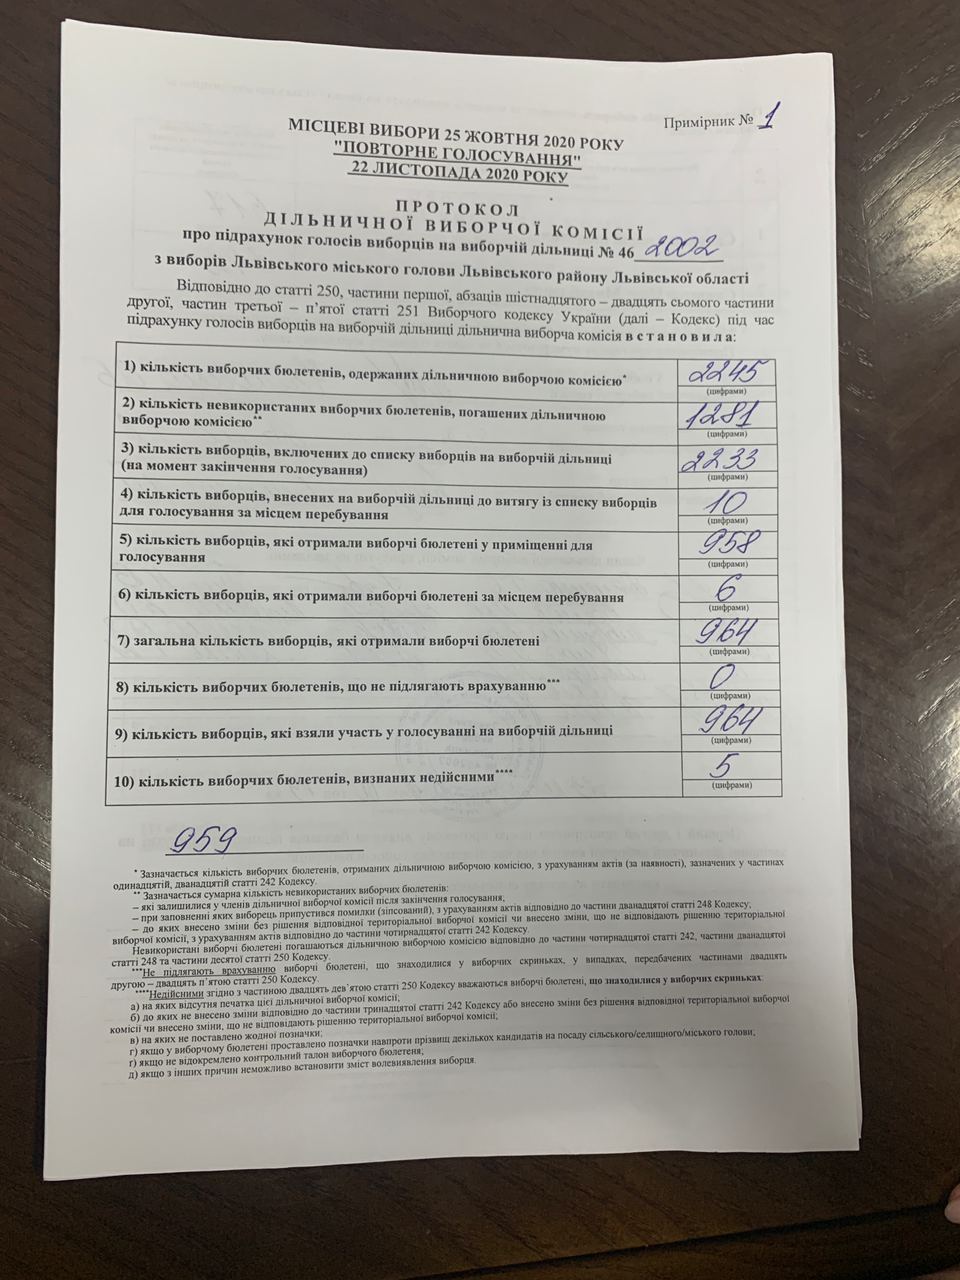 Примірник № 1
МІСЦЕВІ ВИБОРИ 25 ЖОВТНЯ 2020 РОКУ
"ПОВТОРНЕ ГОЛОСУВАННЯ"
22 ЛИСТОПАДА 2020 РОКУ
П Р О Т О К О Л
Д І Л Ь Н И Ч Н О Ї В И Б О Р Ч О Ї К О М І С І Ї
про підрахунок голосів виборців на виборчій дільниці № 46 2002
з виборів Львівського міського голови Львівського району Львівської області
Відповідно до статті 250, частини першої, абзаців шістнадцятого – двадцять сьомого частини
другої, частин третьої – п’ятої статті 251 Виборчого кодексу України (далі – Кодекс) під час
підрахунку голосів виборців на виборчій дільниці дільнична виборча комісія в с т а н о в и л а:
1) кількість виборчих бюлетенів, одержаних дільничною виборчою комісією* 2245
(цифрами)
2) кількість невикористаних виборчих бюлетенів, погашених дільничною
виборчою комісією** 1281
(цифрами)
3) кількість виборців, включених до списку виборців на виборчій дільниці
(на момент закінчення голосування) 2233
(цифрами)
4) кількість виборців, внесених на виборчій дільниці до витягу із списку виборців
для голосування за місцем перебування 10
(цифрами)
5) кількість виборців, які отримали виборчі бюлетені у приміщенні для
голосування 958
(цифрами)
6) кількість виборців, які отримали виборчі бюлетені за місцем перебування 6
(цифрами)
7) загальна кількість виборців, які отримали виборчі бюлетені 964
(цифрами)
8) кількість виборчих бюлетенів, що не підлягають врахуванню*** 0
(цифрами)
9) кількість виборців, які взяли участь у голосуванні на виборчій дільниці 964
(цифрами)
10) кількість виборчих бюлетенів, визнаних недійсними**** 5
(цифрами)
959
* Зазначається кількість виборчих бюлетенів, отриманих дільничною виборчою комісією, з урахуванням актів (за наявності), зазначених у частинах
одинадцятій, дванадцятій статті 242 Кодексу.
** Зазначається сумарна кількість невикористаних виборчих бюлетенів:
– які залишилися у членів дільничної виборчої комісії після закінчення голосування;
– при заповненні яких виборець припустився помилки (зіпсований), з урахуванням актів відповідно до частини дванадцятої статті 248 Кодексу;
– до яких внесено зміни без рішення відповідної територіальної виборчої комісії чи внесено зміни, що не відповідають рішенню територіальної
виборчої комісії, з урахуванням актів відповідно до частини чотирнадцятої статті 242 Кодексу.
Невикористані виборчі бюлетені погашаються дільничною виборчою комісією відповідно до частини чотирнадцятої статті 242, частини дванадцятої
статті 248 та частини десятої статті 250 Кодексу.
***Не підлягають врахуванню виборчі бюлетені, що знаходилися у виборчих скриньках, у випадках, передбачених частинами двадцять
другою – двадцять п’ятою статті 250 Кодексу.
****Недійсними згідно з частиною двадцять дев’ятою статті 250 Кодексу вважаються виборчі бюлетені, що знаходилися у виборчих скриньках:
а) на яких відсутня печатка цієї дільничної виборчої комісії;
б) до яких не внесено зміни відповідно до частини тринадцятої статті 242 Кодексу або внесено зміни без рішення відповідної територіальної виборчої
комісії чи внесено зміни, що не відповідають рішенню територіальної виборчої комісії;
в) на яких не поставлено жодної позначки;
г) якщо у виборчому бюлетені проставлено позначки навпроти прізвищ декількох кандидатів на посаду сільського/селищного/міського голови;
ґ) якщо не відокремлено контрольний талон виборчого бюлетеня;
д) якщо з інших причин неможливо встановити зміст волевиявлення виборця.